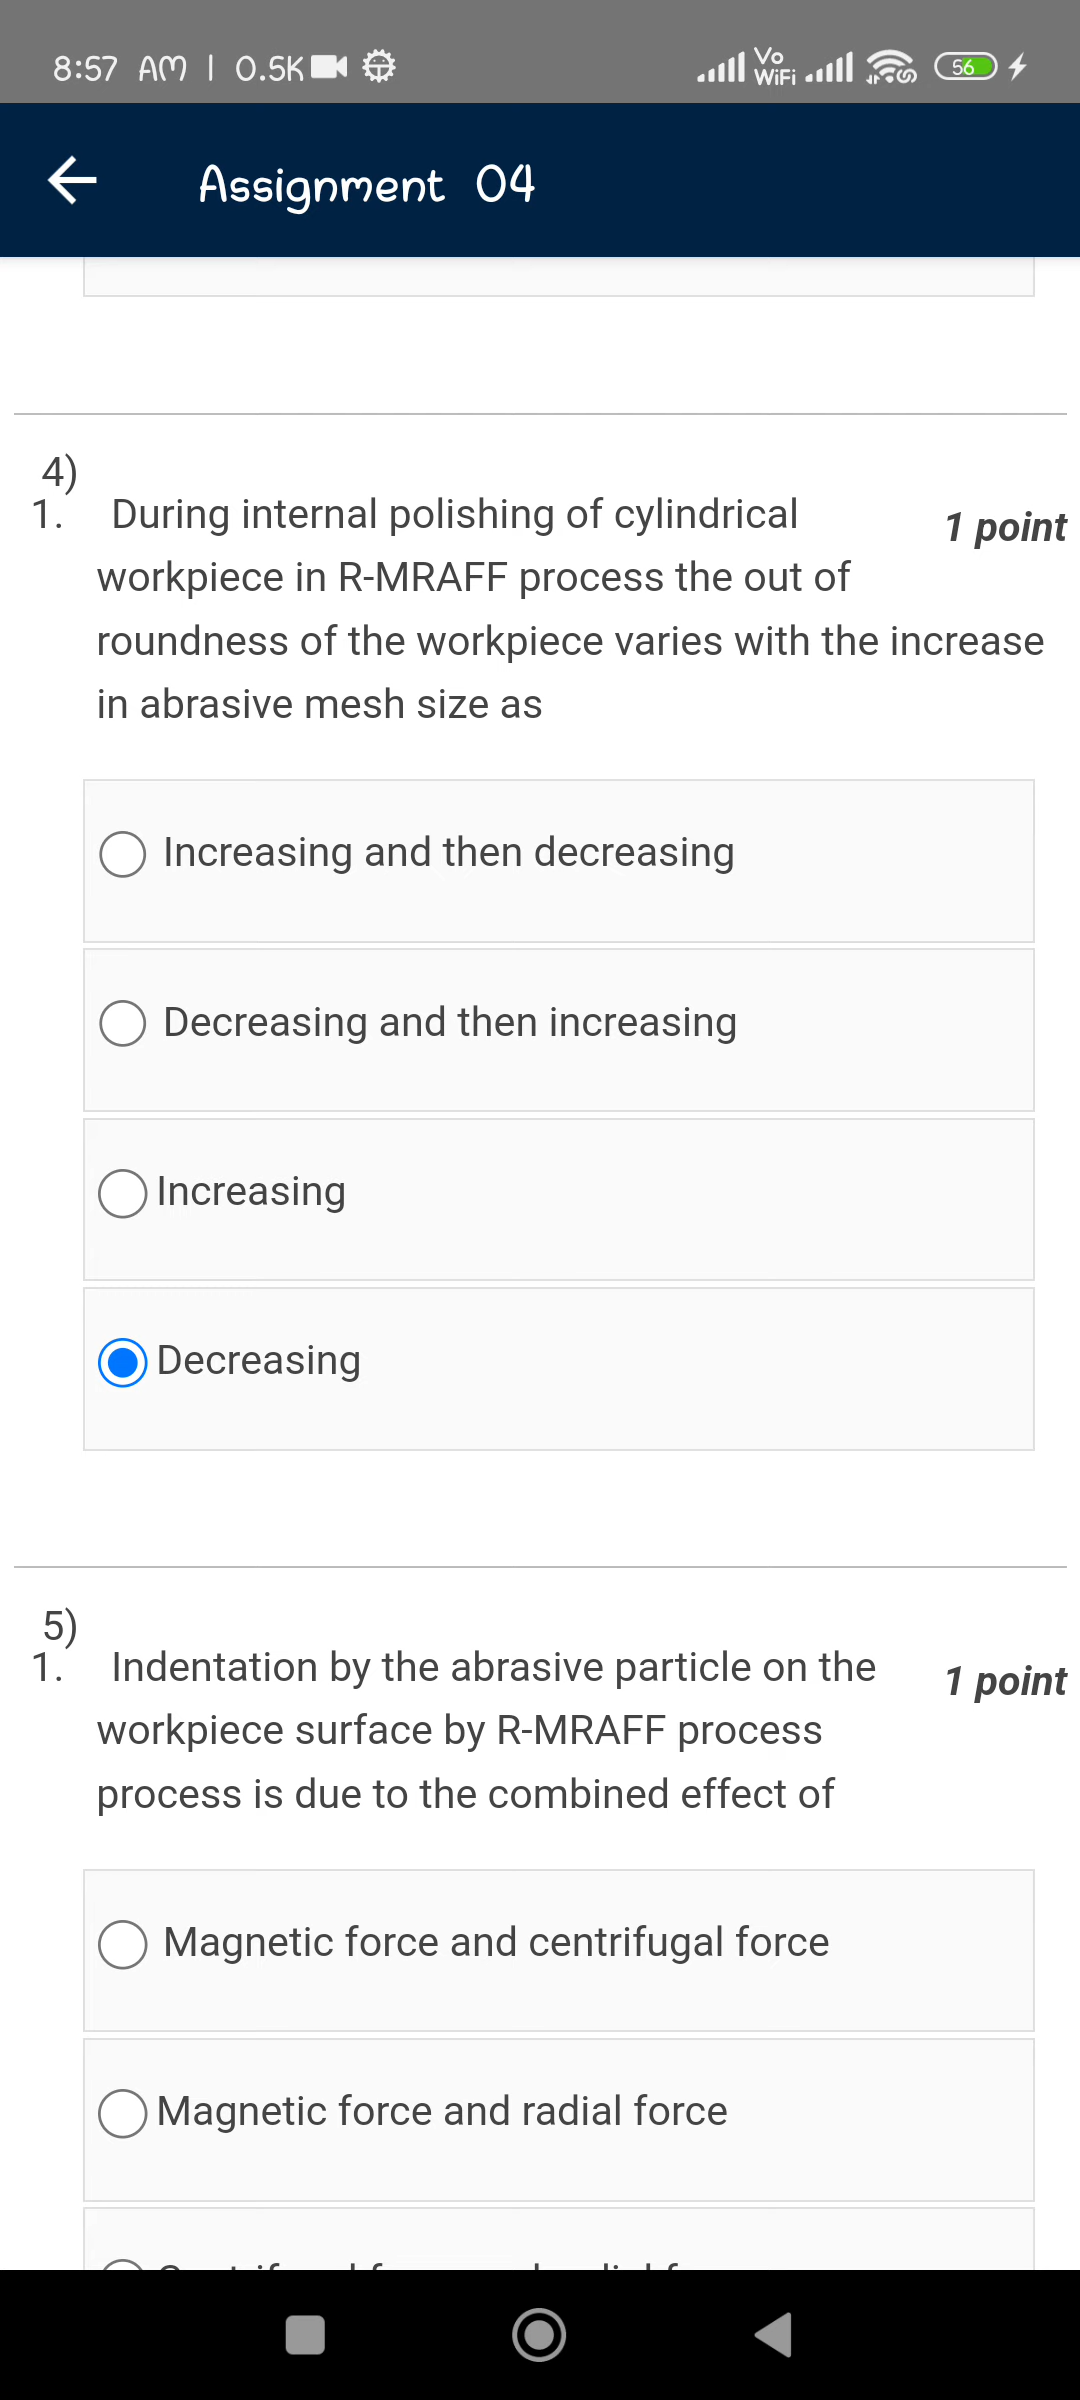 8:57 AM | 0.5K
Vo
WiFi
56
Assignment 04
4)
1. During internal polishing of cylindrical
1 point
workpiece in R-MRAFF process the out of
roundness of the workpiece varies with the increase
in abrasive mesh size as
Increasing and then decreasing
Decreasing and then increasing
Increasing
Decreasing
5)
1. Indentation by the abrasive particle on the
1 point
workpiece surface by R-MRAFF process
process is due to the combined effect of
Magnetic force and centrifugal force
Magnetic force and radial force